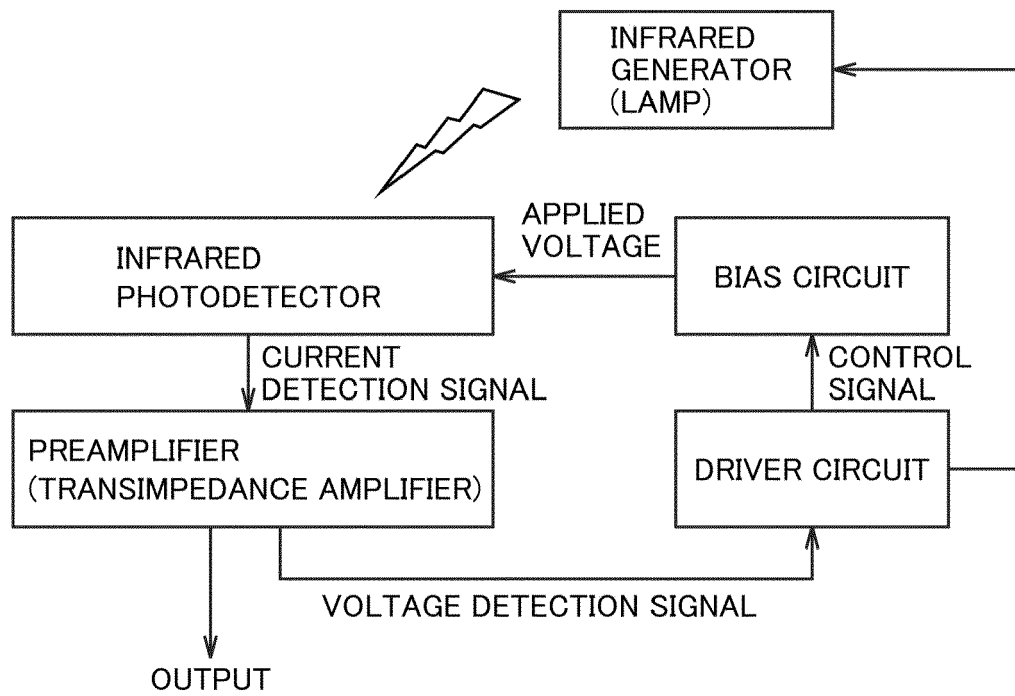 INFRARED
GENERATOR
(LAMP)
APPLIED
VOLTAGE
INFRARED
PHOTODETECTOR
BIAS CIRCUIT
CURRENT
DETECTION SIGNAL
CONTROL
SIGNAL
PREAMPLIFIER
(TRANSIMPEDANCE AMPLIFIER)
DRIVER CIRCUIT
VOLTAGE DETECTION SIGNAL
OUTPUT